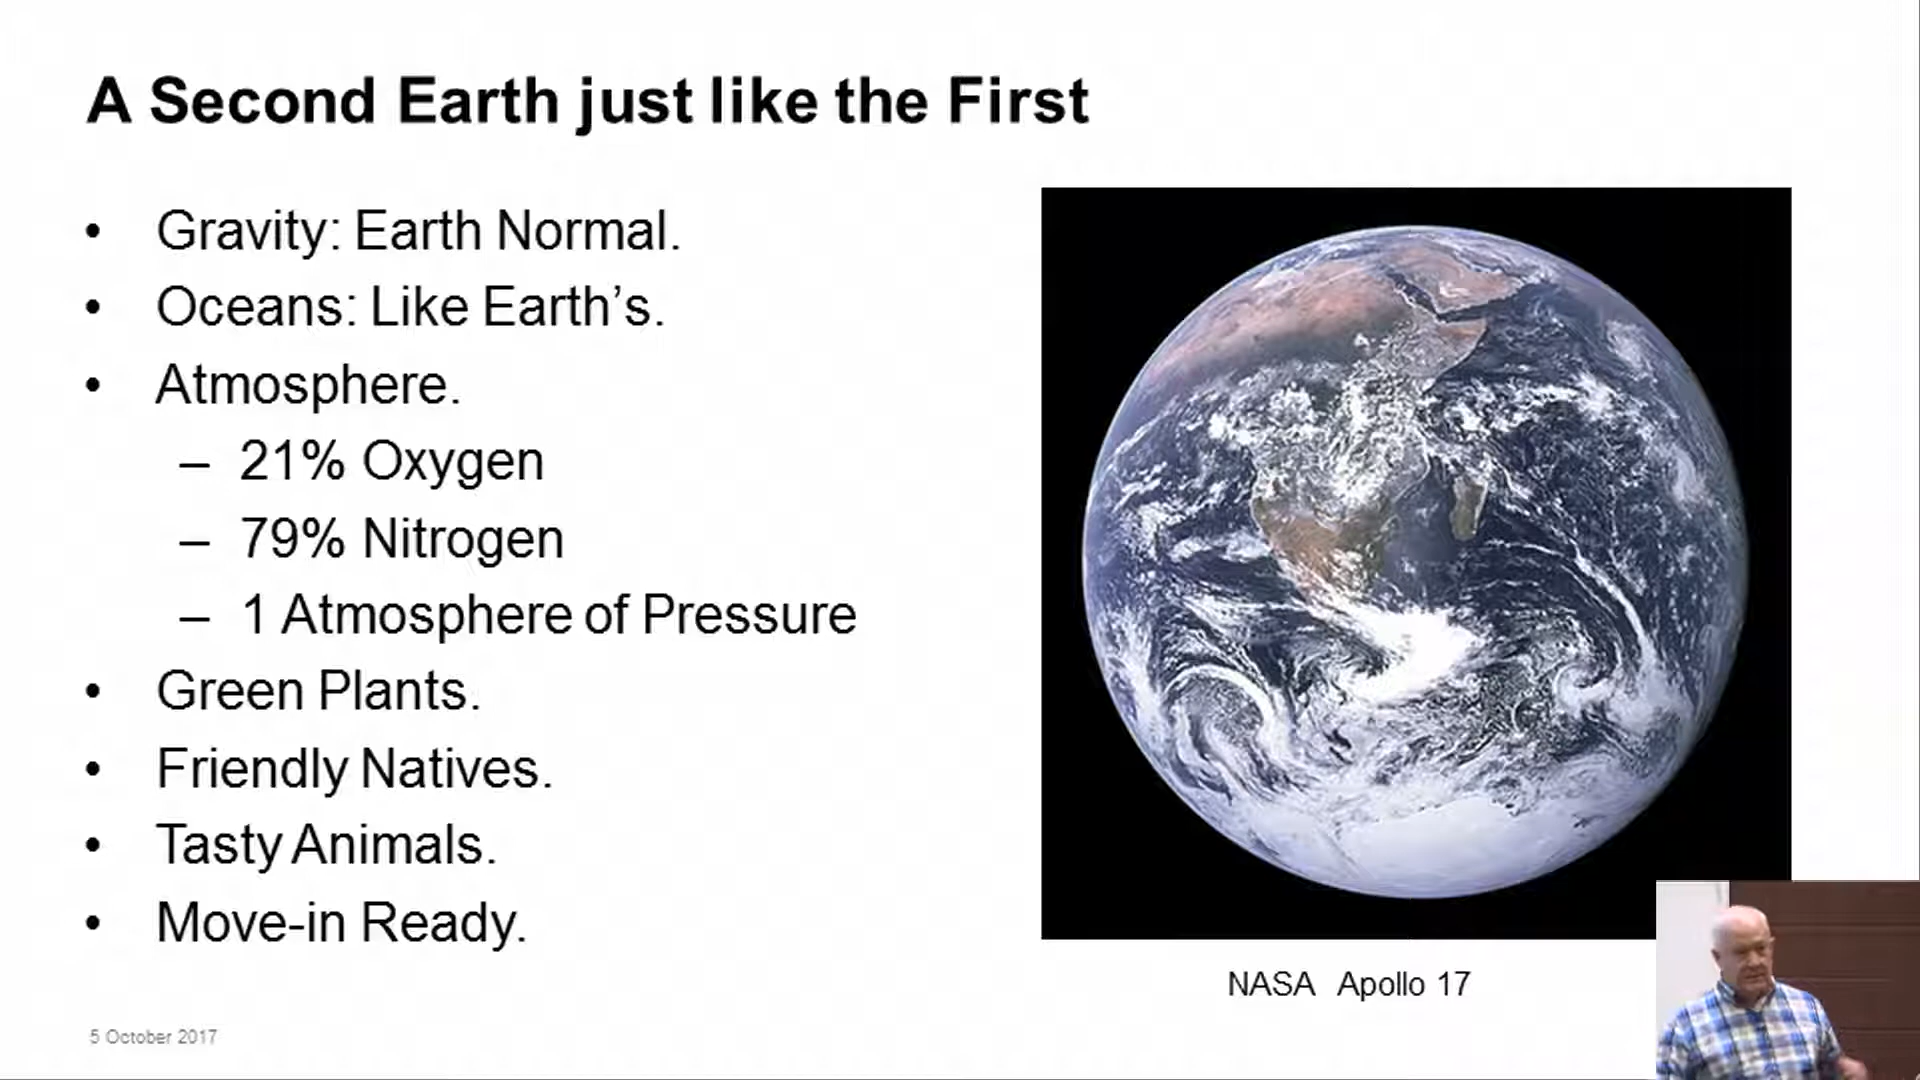 A Second Earth just like the First
• Gravity: Earth Normal.
• Oceans: Like Earth’s.
• Atmosphere.
– 21% Oxygen
– 79% Nitrogen
– 1 Atmosphere of Pressure
• Green Plants.
• Friendly Natives.
• Tasty Animals.
• Move-in Ready.
NASA Apollo 17
5 October 2017